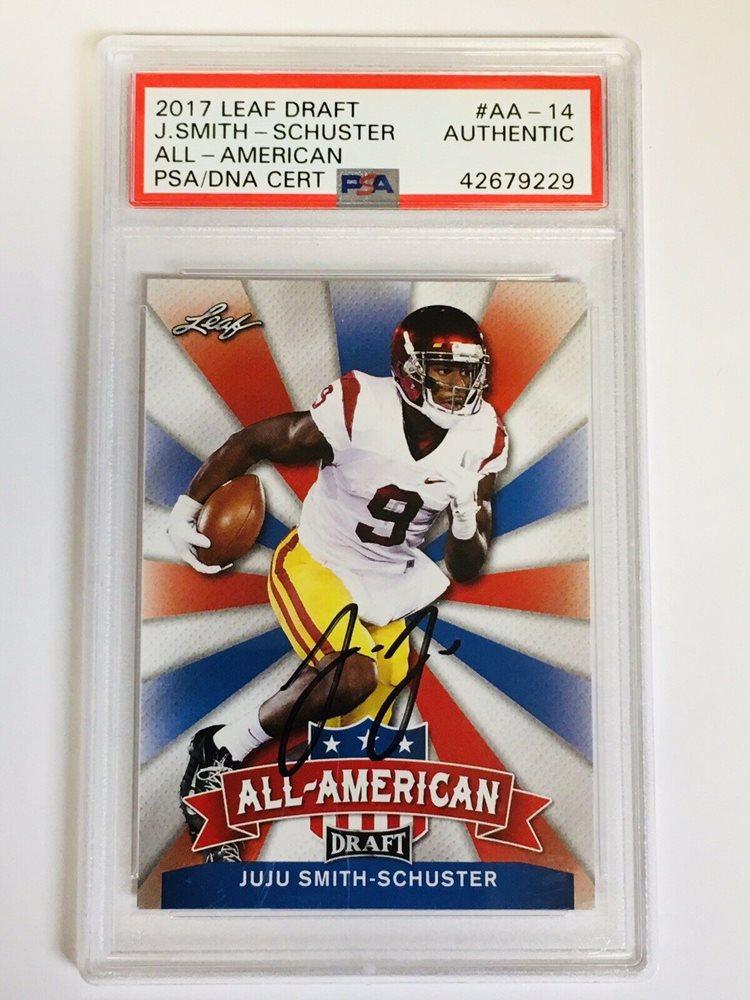 2017 LEAF DRAFT #AA-14
J.SMITH-SCHUSTER AUTHENTIC
ALL-AMERICAN
PSA/DNA CERT PSA 42679229
Leaf
9
9
J.J.
ALL-AMERICAN
DRAFT
JUJU SMITH-SCHUSTER